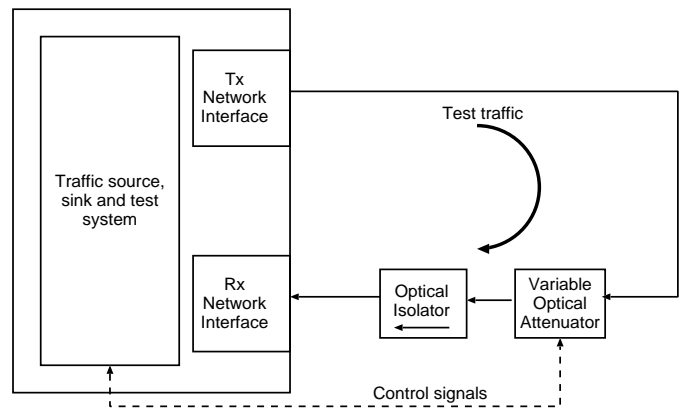 Tx
Network
Interface
Test traffic
Traffic source,
sink and test
system
Rx
Network
Interface
Optical
Isolator
Variable
Optical
Attenuator
Control signals